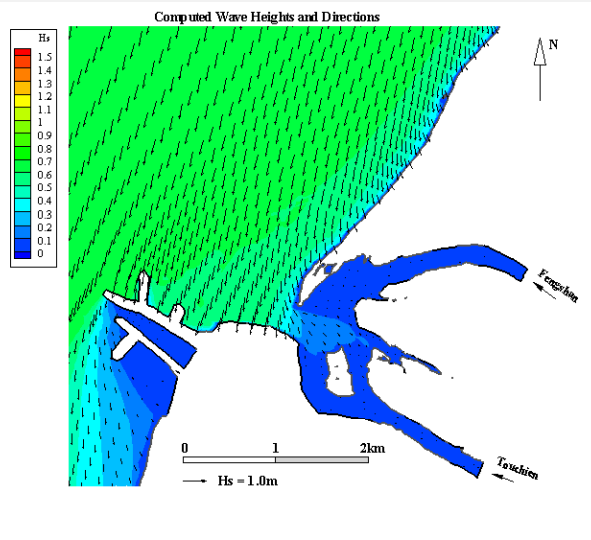 Computed Wave Heights and Directions
Hs
1.5
1.4
1.3
1.2
1.1
1
0.9
0.8
0.7
0.6
0.5
0.4
0.3
0.2
0.1
0
N
Fengshan
Touchien
0 1 2km
Hs = 1.0m